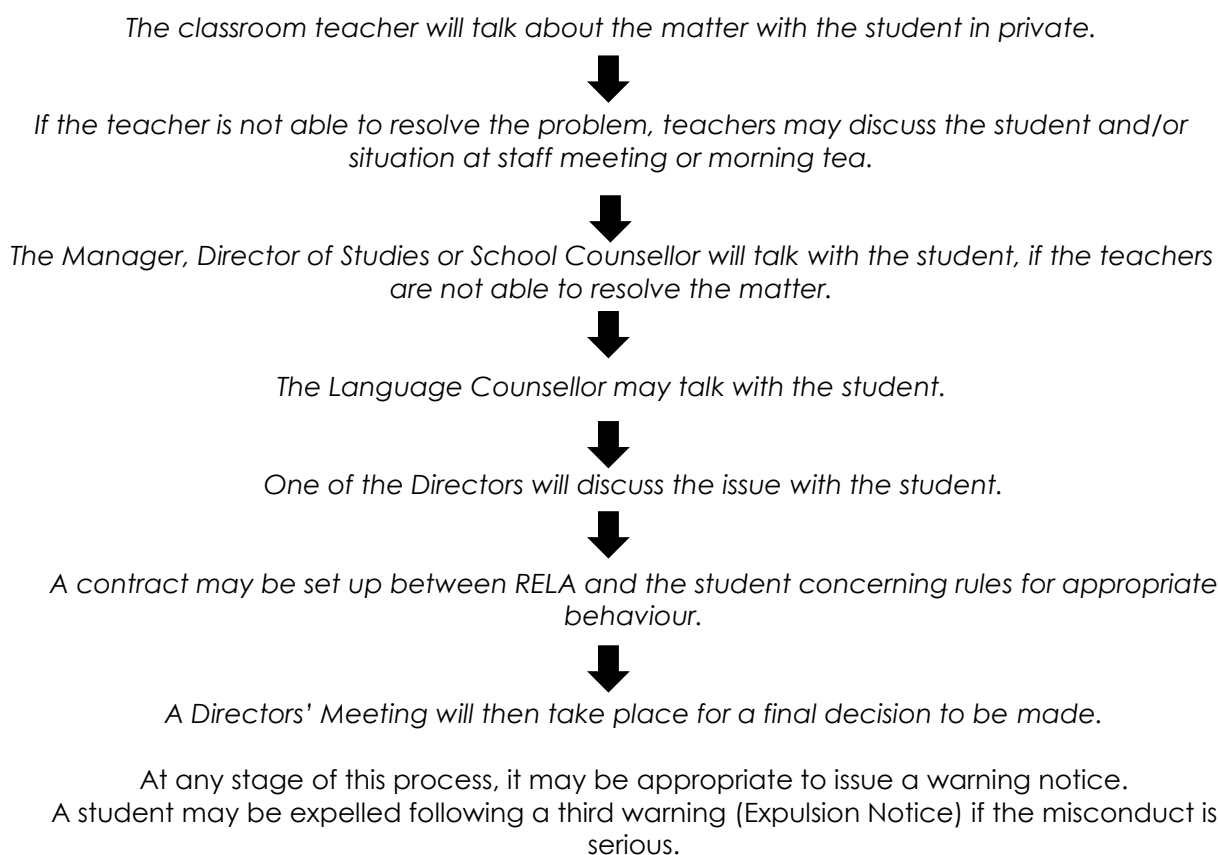 The classroom teacher will talk about the matter with the student in private.
If the teacher is not able to resolve the problem, teachers may discuss the student and/or
situation at staff meeting or morning tea.
The Manager, Director of Studies or School Counsellor will talk with the student, if the teachers
are not able to resolve the matter.
The Language Counsellor may talk with the student.
One of the Directors will discuss the issue with the student.
A contract may be set up between RELA and the student concerning rules for appropriate
behaviour.
A Directors’ Meeting will then take place for a final decision to be made.
At any stage of this process, it may be appropriate to issue a warning notice.
A student may be expelled following a third warning (Expulsion Notice) if the misconduct is
serious.